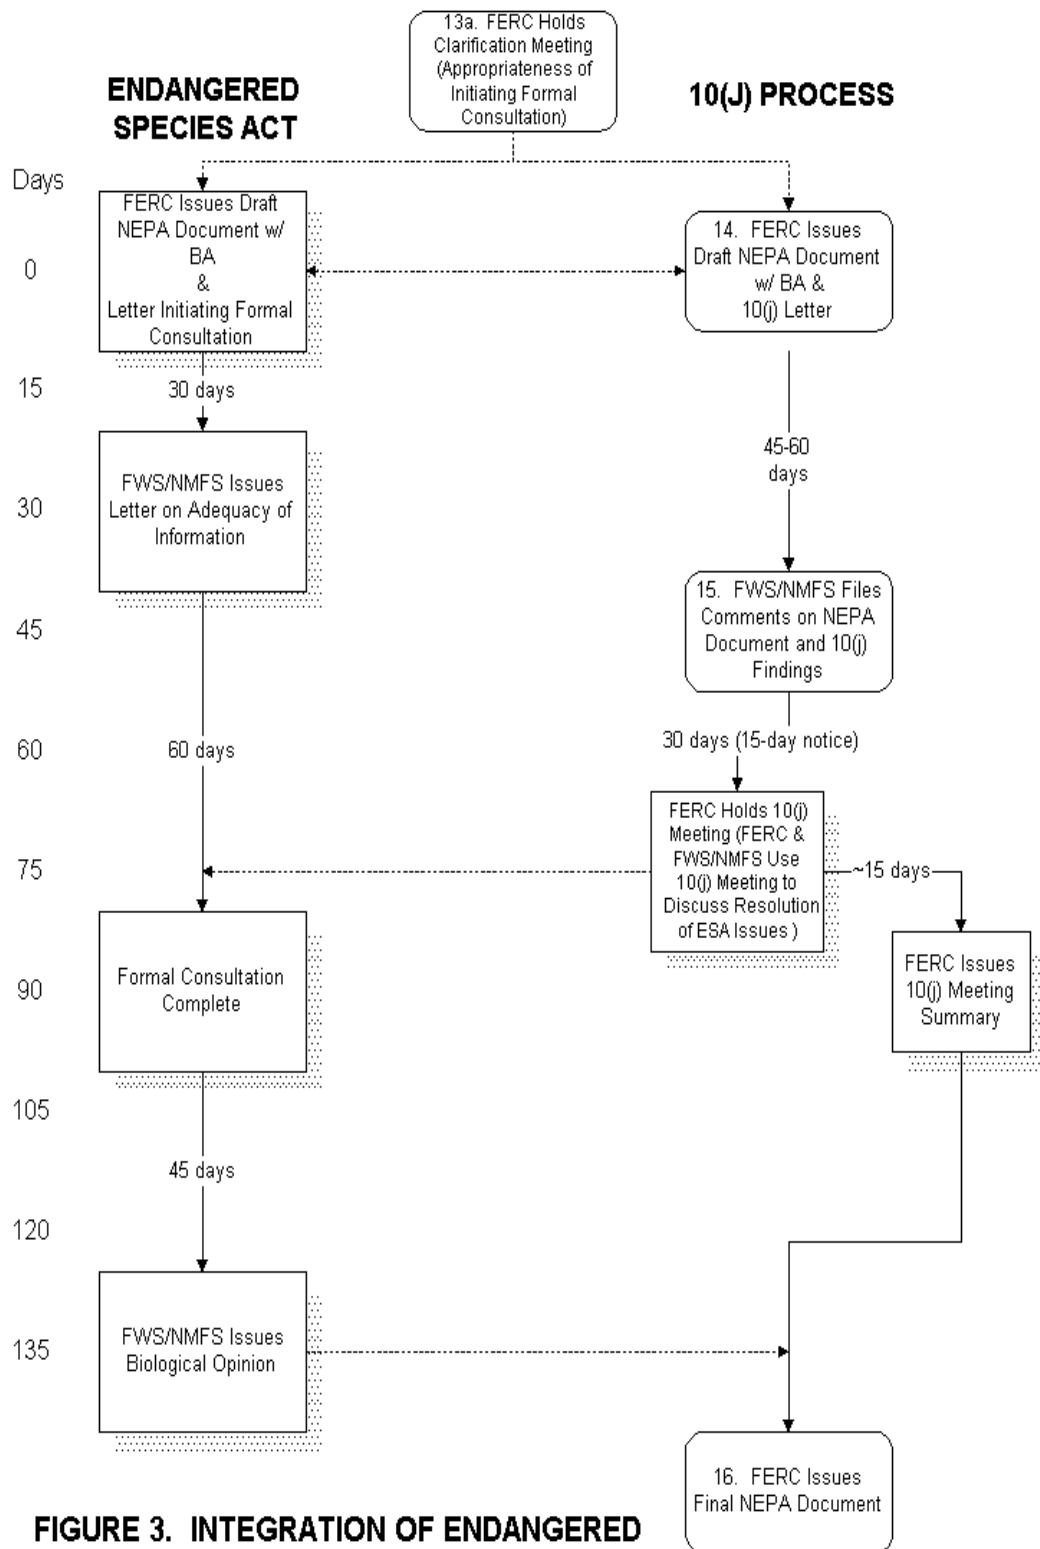 13a. FERC Holds
Clarification Meeting
(Appropriateness of
Initiating Formal
Consultation)
ENDANGERED
SPECIES ACT
10(J) PROCESS
Days
FERC Issues Draft
NEPA Document w/
BA
&
Letter Initiating Formal
Consultation
14. FERC Issues
Draft NEPA Document
w/ BA &
10(j) Letter
0
15
30 days
45-60
days
FWS/NMFS Issues
Letter on Adequacy of
Information
30
15. FWS/NMFS Files
Comments on NEPA
Document and 10(j)
Findings
45
60
60 days
30 days (15-day notice)
FERC Holds 10(j)
Meeting (FERC &
FWS/NMFS Use
10(j) Meeting to
Discuss Resolution
of ESA Issues )
75
~15 days
Formal Consultation
Complete
90
FERC Issues
10(j) Meeting
Summary
105
45 days
120
FWS/NMFS Issues
Biological Opinion
135
16. FERC Issues
Final NEPA Document
FIGURE 3. INTEGRATION OF ENDANGERED